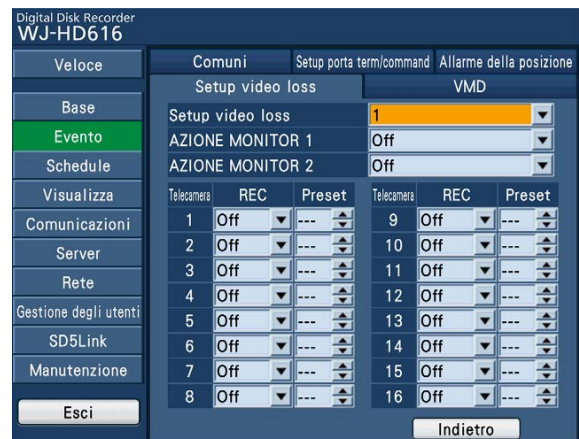 Digital Disk Recorder
WJ-HD616
Veloce
Base
Evento
Schedule
Visualizza
Comunicazioni
Server
Rete
Gestione degli utenti
SD5Link
Manutenzione
Esci
Comuni Setup porta term/command Allarme della posizione
Setup video loss VMD
Setup video loss 1
AZIONE MONITOR 1 Off
AZIONE MONITOR 2 Off
Telecamera REC Preset Telecamera REC Preset
1 Off --- 9 Off ---
2 Off --- 10 Off ---
3 Off --- 11 Off ---
4 Off --- 12 Off ---
5 Off --- 13 Off ---
6 Off --- 14 Off ---
7 Off --- 15 Off ---
8 Off --- 16 Off ---
Indietro